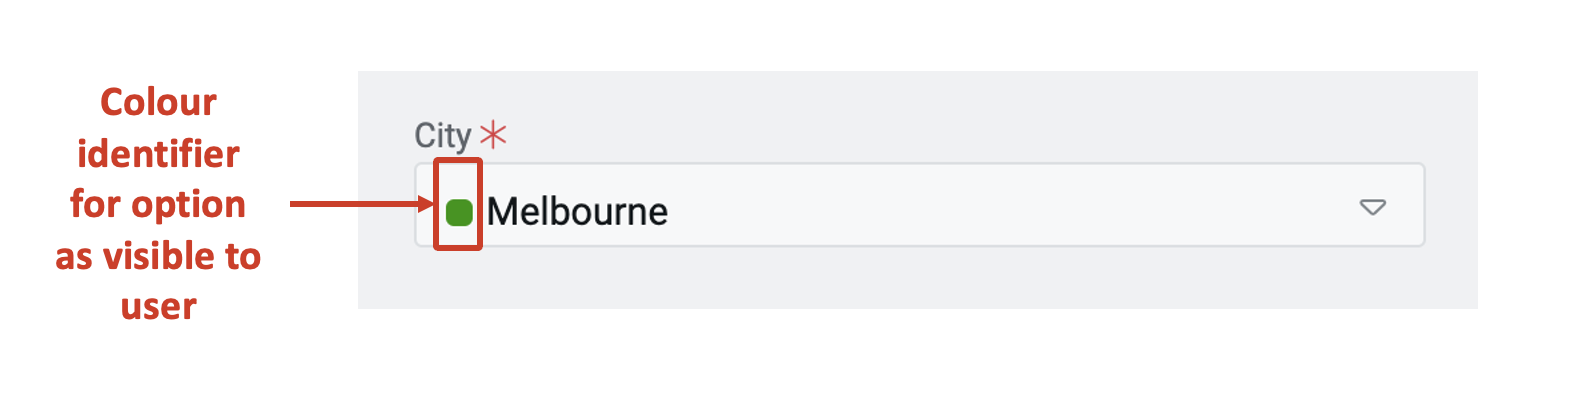 Colour
identifier
for option
as visible to
user
City *
Melbourne